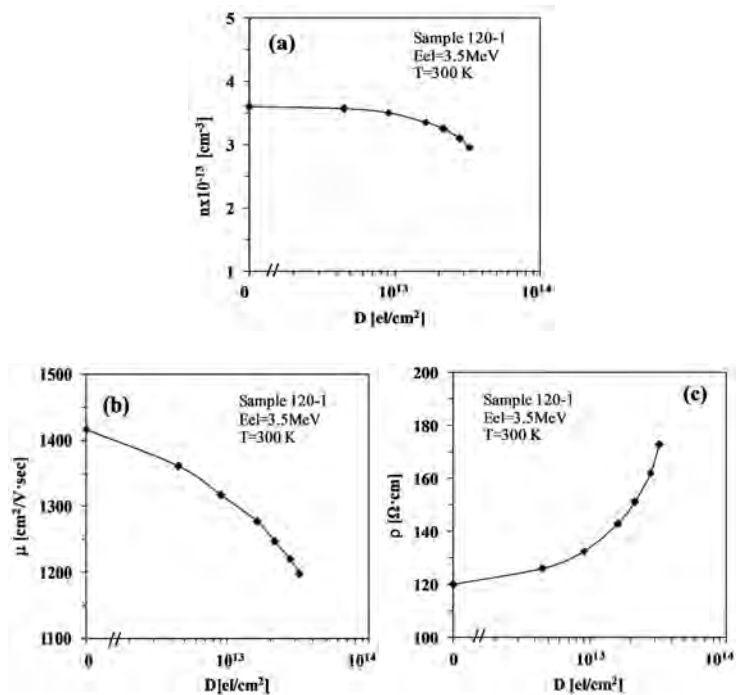 (a)
Sample 120-1
Eel=3.5MeV
T=300 K
nx10⁻¹³ [cm⁻³]
5
4
3
2
1
0
10¹³
10¹⁴
D [el/cm²]
(b)
Sample 120-1
Eel=3.5MeV
T=300 K
μ [cm²/V·sec]
1500
1400
1300
1200
1100
0
10¹³
10¹⁴
D[el/cm²]
(c)
Sample 120-1
Eel=3.5MeV
T=300 K
ρ [Ω·cm]
200
180
160
140
120
100
0
10¹³
10¹⁴
D [el/cm²]